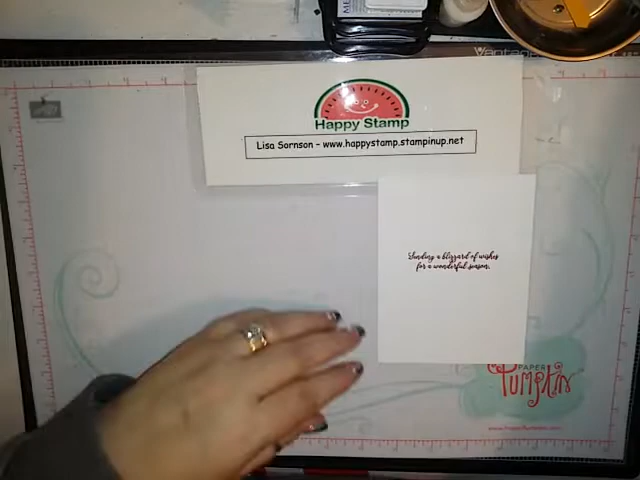 Happy Stamp
Lisa Sornson - www.happystamp.stampinup.net
Sending a blizzard of wishes
for a wonderful season.
PAPER
Pumpkin